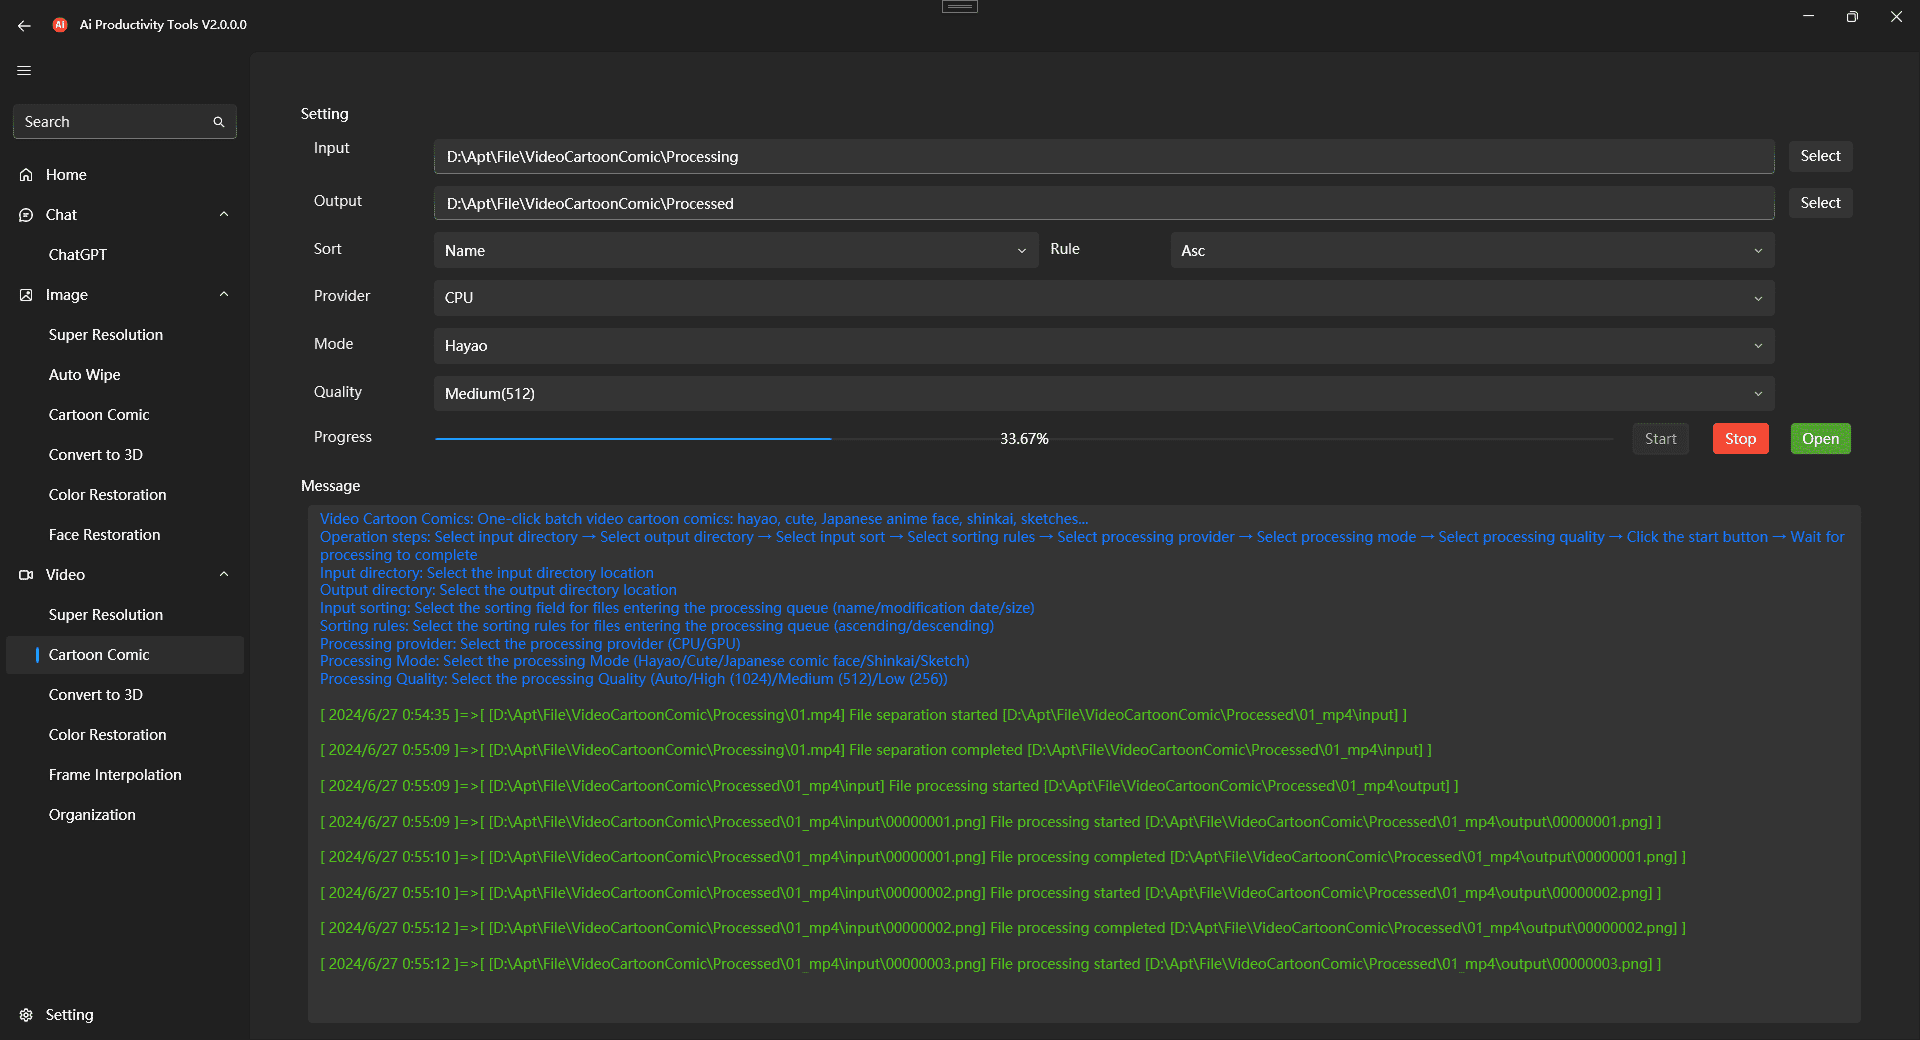 AI Ai Productivity Tools V2.0.0.0
Search
Home
Chat
ChatGPT
Image
Super Resolution
Auto Wipe
Cartoon Comic
Convert to 3D
Color Restoration
Face Restoration
Video
Super Resolution
Cartoon Comic
Convert to 3D
Color Restoration
Frame Interpolation
Organization
Setting
Setting
Input D:\Apt\File\VideoCartoonComic\Processing Select
Output D:\Apt\File\VideoCartoonComic\Processed Select
Sort Name Rule Asc
Provider CPU
Mode Hayao
Quality Medium(512)
Progress 33.67% Start Stop Open
Message
Video Cartoon Comics: One-click batch video cartoon comics: hayao, cute, Japanese anime face, shinkai, sketches...
Operation steps: Select input directory → Select output directory → Select input sort → Select sorting rules → Select processing provider → Select processing mode → Select processing quality → Click the start button → Wait for
processing to complete
Input directory: Select the input directory location
Output directory: Select the output directory location
Input sorting: Select the sorting field for files entering the processing queue (name/modification date/size)
Sorting rules: Select the sorting rules for files entering the processing queue (ascending/descending)
Processing provider: Select the processing provider (CPU/GPU)
Processing Mode: Select the processing Mode (Hayao/Cute/Japanese comic face/Shinkai/Sketch)
Processing Quality: Select the processing Quality (Auto/High (1024)/Medium (512)/Low (256))
[ 2024/6/27 0:54:35 ]=>[ [D:\Apt\File\VideoCartoonComic\Processing\01.mp4] File separation started [D:\Apt\File\VideoCartoonComic\Processed\01_mp4\input] ]
[ 2024/6/27 0:55:09 ]=>[ [D:\Apt\File\VideoCartoonComic\Processing\01.mp4] File separation completed [D:\Apt\File\VideoCartoonComic\Processed\01_mp4\input] ]
[ 2024/6/27 0:55:09 ]=>[ [D:\Apt\File\VideoCartoonComic\Processed\01_mp4\input] File processing started [D:\Apt\File\VideoCartoonComic\Processed\01_mp4\output] ]
[ 2024/6/27 0:55:09 ]=>[ [D:\Apt\File\VideoCartoonComic\Processed\01_mp4\input\00000001.png] File processing started [D:\Apt\File\VideoCartoonComic\Processed\01_mp4\output\00000001.png] ]
[ 2024/6/27 0:55:10 ]=>[ [D:\Apt\File\VideoCartoonComic\Processed\01_mp4\input\00000001.png] File processing completed [D:\Apt\File\VideoCartoonComic\Processed\01_mp4\output\00000001.png] ]
[ 2024/6/27 0:55:10 ]=>[ [D:\Apt\File\VideoCartoonComic\Processed\01_mp4\input\00000002.png] File processing started [D:\Apt\File\VideoCartoonComic\Processed\01_mp4\output\00000002.png] ]
[ 2024/6/27 0:55:12 ]=>[ [D:\Apt\File\VideoCartoonComic\Processed\01_mp4\input\00000002.png] File processing completed [D:\Apt\File\VideoCartoonComic\Processed\01_mp4\output\00000002.png] ]
[ 2024/6/27 0:55:12 ]=>[ [D:\Apt\File\VideoCartoonComic\Processed\01_mp4\input\00000003.png] File processing started [D:\Apt\File\VideoCartoonComic\Processed\01_mp4\output\00000003.png] ]